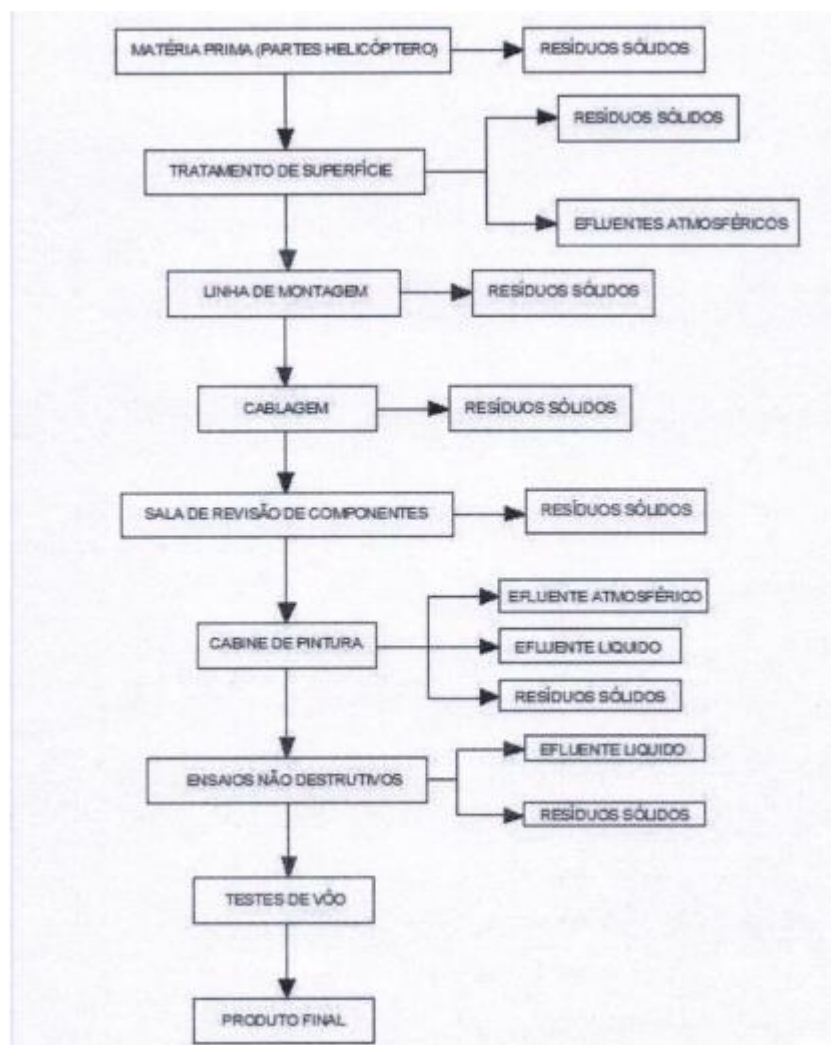 MATÉRIA PRIMA (PARTES HELICÓPTERO)
RESÍDUOS SÓLIDOS
RESÍDUOS SÓLIDOS
TRATAMENTO DE SUPERFÍCIE
EFLUENTES ATMOSFÉRICOS
LINHA DE MONTAGEM
RESÍDUOS SÓLIDOS
CABLAGEM
RESÍDUOS SÓLIDOS
SALA DE REVISÃO DE COMPONENTES
RESÍDUOS SÓLIDOS
EFLUENTE ATMOSFÉRICO
CABINE DE PINTURA
EFLUENTE LIQUIDO
RESÍDUOS SÓLIDOS
EFLUENTE LIQUIDO
ENSAIOS NÃO DESTRUTIVOS
RESÍDUOS SÓLIDOS
TESTES DE VÔO
PRODUTO FINAL